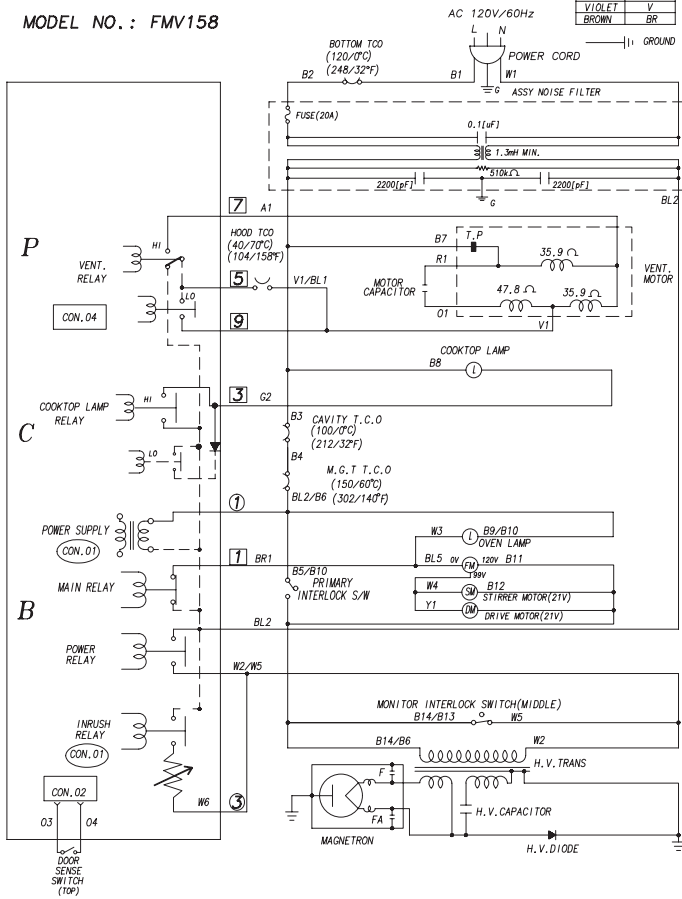 MODEL NO.: FMV158
AC 120V/60Hz
VIOLET V
BROWN BR
L N
GROUND
POWER CORD
BOTTOM TCO
(120/0°C)
(248/32°F)
B2
B1
W1
G
ASSY NOISE FILTER
FUSE(20A)
0.1[uF]
1.3mH MIN.
510kΩ
2200[pF]
2200[pF]
G
BL2
7 A1
P
HI
VENT.
RELAY
HOOD TCO
(40/70°C)
(104/158°F)
B7
T.P
R1
35.9 Ω
VENT.
MOTOR
5
V1/BL1
MOTOR
CAPACITOR
47.8 Ω
35.9 Ω
LO
CON.04
9
O1
V1
COOKTOP LAMP
B8
L
HI
3 G2
COOKTOP LAMP
RELAY
C
B3
CAVITY T.C.O
(100/0°C)
(212/32°F)
LO
B4
M.G.T T.C.O
(150/60°C)
BL2/B6 (302/140°F)
1
POWER SUPPLY
CON.01
W3
L
B9/B10
OVEN LAMP
1 BR1
BL5 0V FM 120V B11
99V
MAIN RELAY
B5/B10
PRIMARY
INTERLOCK S/W
W4 SM B12
STIRRER MOTOR(21V)
Y1 DM
DRIVE MOTOR(21V)
B
BL2
POWER
RELAY
W2/W5
MONITOR INTERLOCK SWITCH(MIDDLE)
B14/B13
W5
INRUSH
RELAY
CON.01
B14/B6
W2
H.V.TRANS
F
CON.02
W6
3
H.V.CAPACITOR
FA
O3
O4
MAGNETRON
H.V.DIODE
DOOR
SENSE
SWITCH
(TOP)